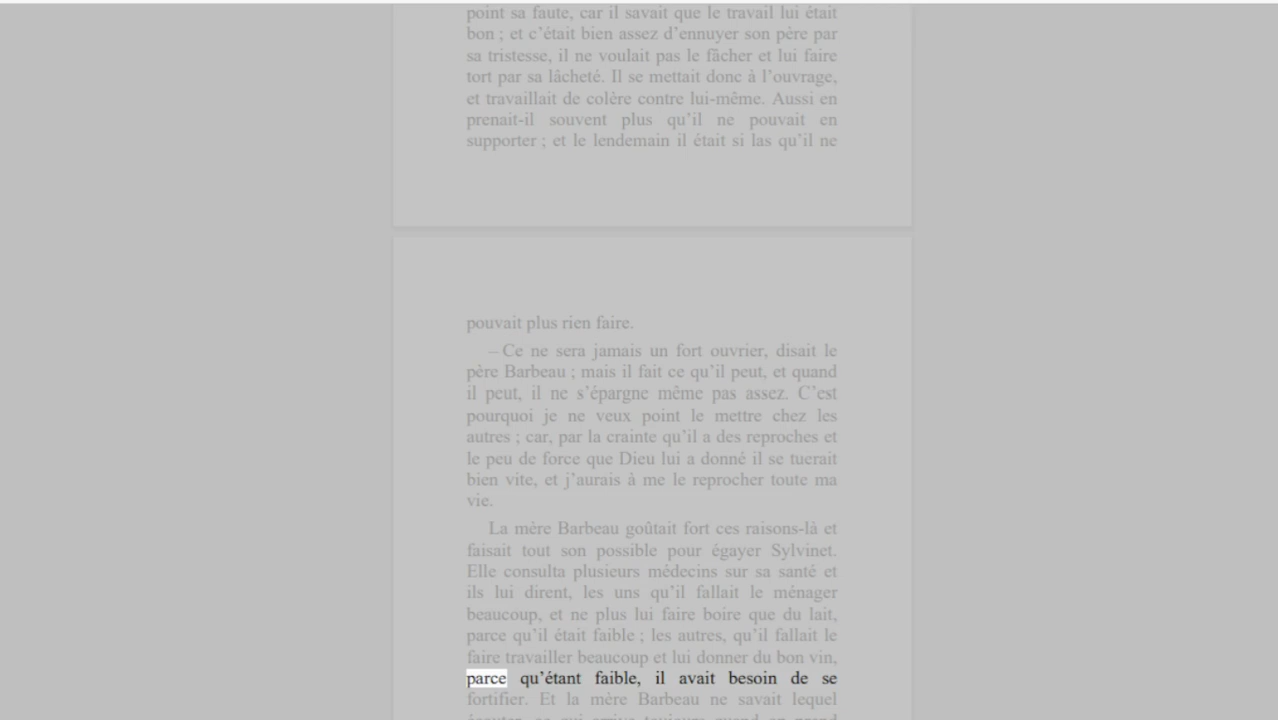 point sa faute, car il savait que le travail lui était
bon ; et c’était bien assez d’ennuyer son père par
sa tristesse, il ne voulait pas le fâcher et lui faire
tort par sa lâcheté. Il se mettait donc à l’ouvrage,
et travaillait de colère contre lui-même. Aussi en
prenait-il souvent plus qu’il ne pouvait en
supporter ; et le lendemain il était si las qu’il ne
pouvait plus rien faire.
– Ce ne sera jamais un fort ouvrier, disait le
père Barbeau ; mais il fait ce qu’il peut, et quand
il peut, il ne s’épargne même pas assez. C’est
pourquoi je ne veux point le mettre chez les
autres ; car, par la crainte qu’il a des reproches et
le peu de force que Dieu lui a donné il se tuerait
bien vite, et j’aurais à me le reprocher toute ma
vie.
La mère Barbeau goûtait fort ces raisons-là et
faisait tout son possible pour égayer Sylvinet.
Elle consulta plusieurs médecins sur sa santé et
ils lui dirent, les uns qu’il fallait le ménager
beaucoup, et ne plus lui faire boire que du lait,
parce qu’il était faible ; les autres, qu’il fallait le
faire travailler beaucoup et lui donner du bon vin,
parce qu’étant faible, il avait besoin de se
fortifier. Et la mère Barbeau ne savait lequel